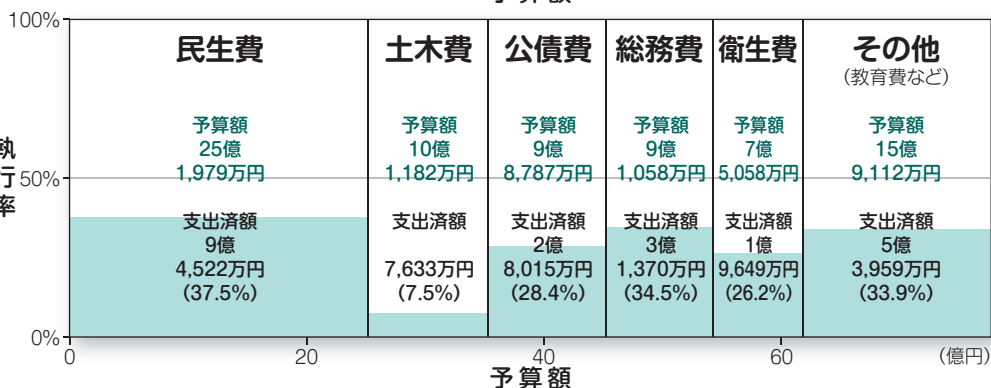 100%
民生費
土木費
公債費
総務費
衛生費
その他
(教育費など)
予算額
25億
1,979万円
予算額
10億
1,182万円
予算額
9億
8,787万円
予算額
9億
1,058万円
予算額
7億
5,058万円
予算額
15億
9,112万円
執行率
50%
支出済額
9億
4,522万円
(37.5%)
支出済額
7,633万円
(7.5%)
支出済額
2億
8,015万円
(28.4%)
支出済額
3億
1,370万円
(34.5%)
支出済額
1億
9,649万円
(26.2%)
支出済額
5億
3,959万円
(33.9%)
0%
0
20
40
60
(億円)
予算額